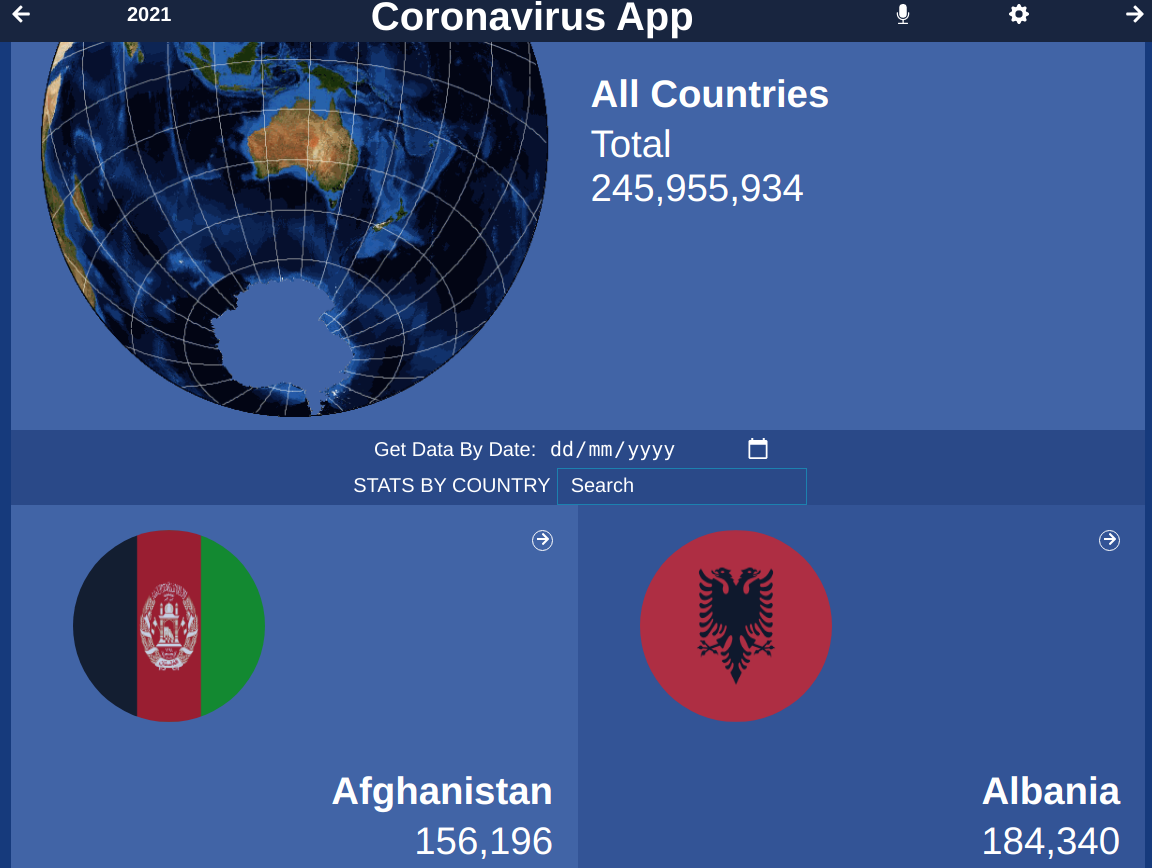 2021
Coronavirus App
All Countries
Total
245,955,934
Get Data By Date: dd/mm/yyyy
STATS BY COUNTRY Search
Afghanistan
156,196
Albania
184,340